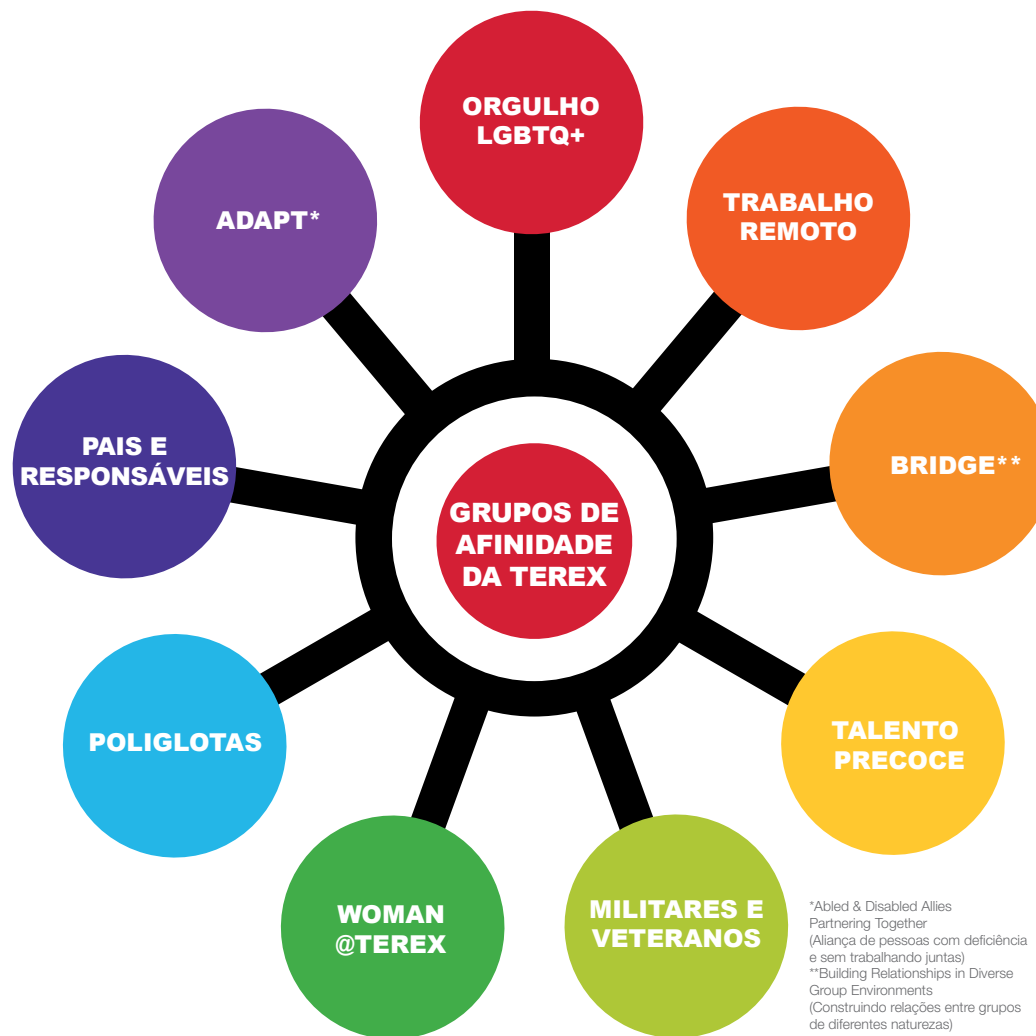 ORGULHO
LGBTQ+
TRABALHO
REMOTO
ADAPT*
BRIDGE**
PAIS E
RESPONSÁVEIS
GRUPOS DE
AFINIDADE
DA TEREX
POLIGLOTAS
TALENTO
PRECOCE
WOMAN
@TEREX
MILITARES E
VETERANOS
*Abled & Disabled Allies
Partnering Together
(Aliança de pessoas com deficiência
e sem trabalhando juntas)
**Building Relationships in Diverse
Group Environments
(Construindo relações entre grupos
de diferentes naturezas)